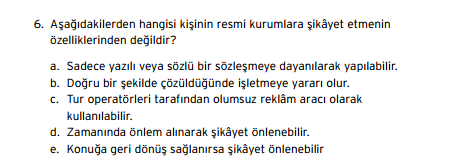 6. Aşağıdakilerden hangisi kişinin resmi kurumlara şikâyet etmenin
özelliklerinden değildir?
a. Sadece yazılı veya sözlü bir sözleşmeye dayanılarak yapılabilir.
b. Doğru bir şekilde çözüldüğünde işletmeye yararı olur.
c. Tur operatörleri tarafından olumsuz reklâm aracı olarak
kullanılabilir.
d. Zamanında önlem alınarak şikâyet önlenebilir.
e. Konuğa geri dönüş sağlanırsa şikâyet önlenebilir